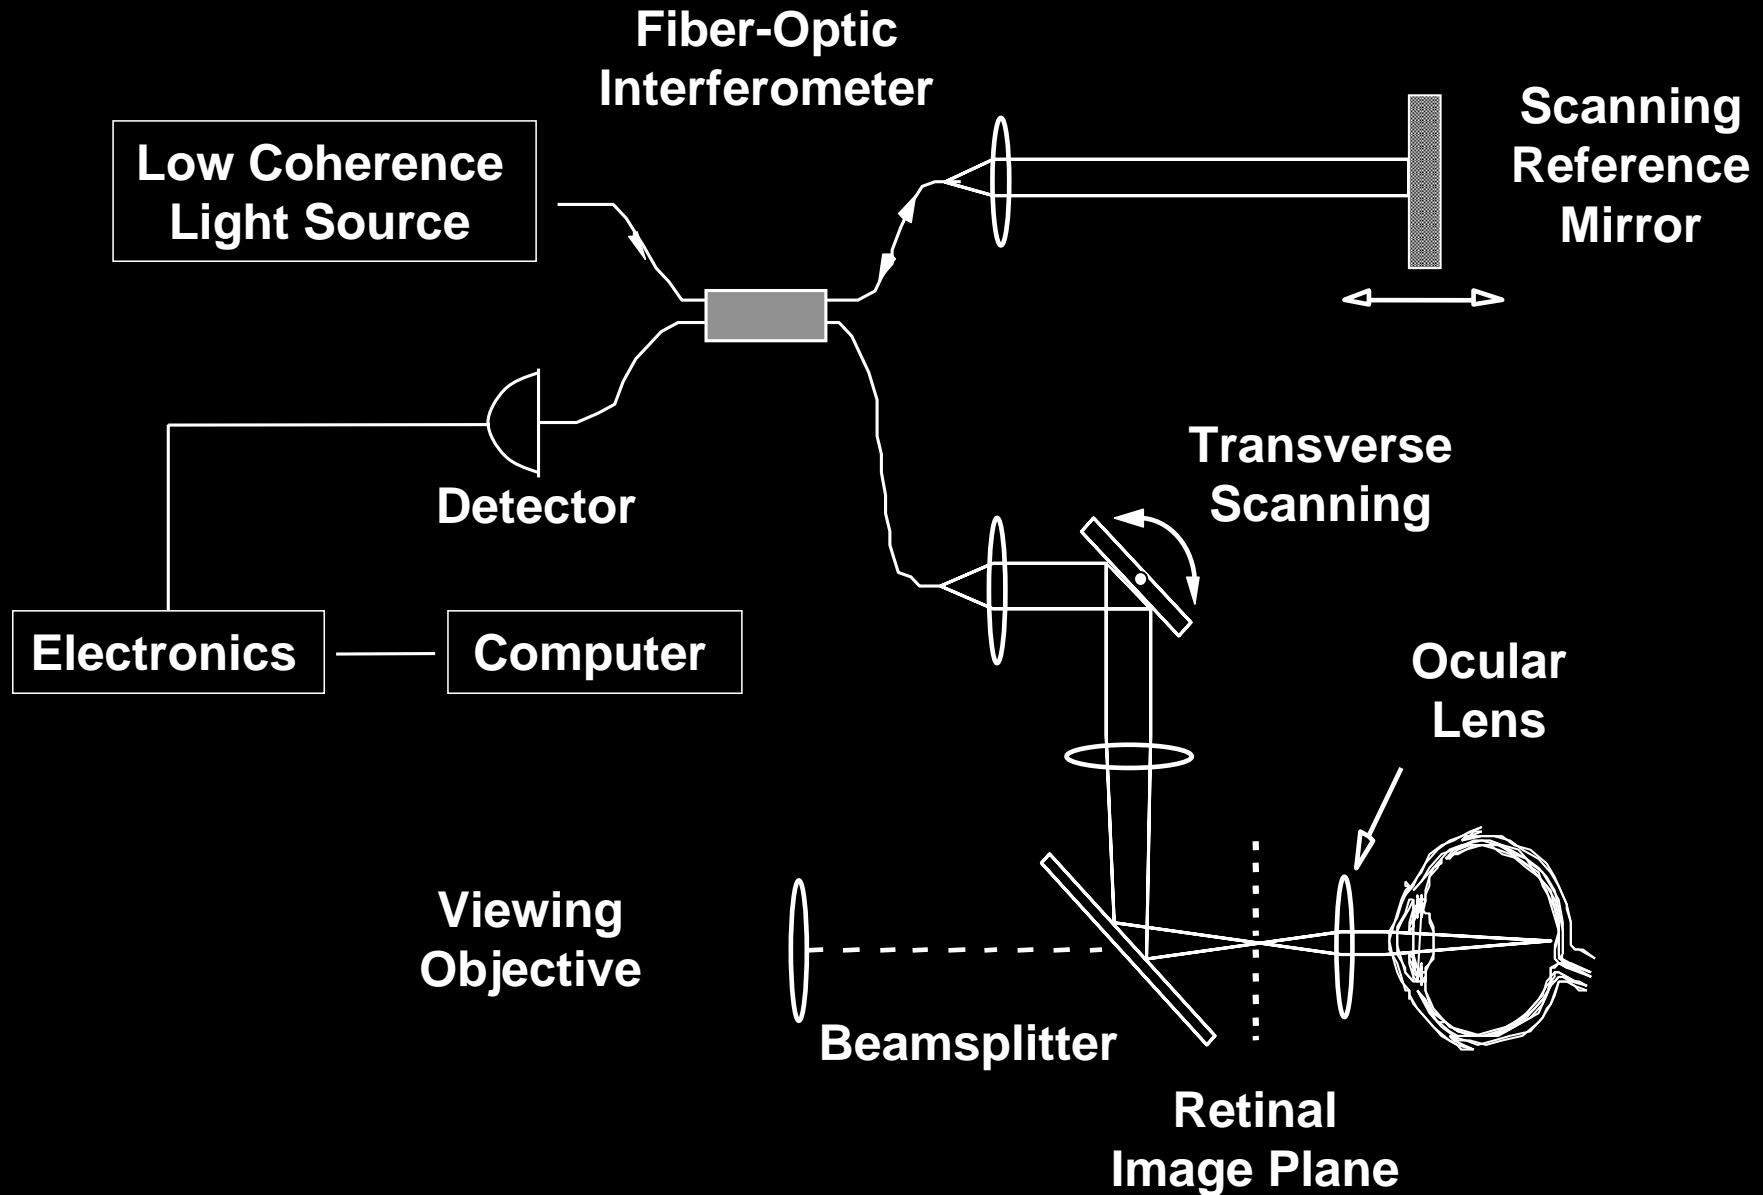 Fiber-Optic
Interferometer
Low Coherence
Light Source
Scanning
Reference
Mirror
Detector
Transverse
Scanning
Electronics
Computer
Ocular
Lens
Viewing
Objective
Beamsplitter
Retinal
Image Plane